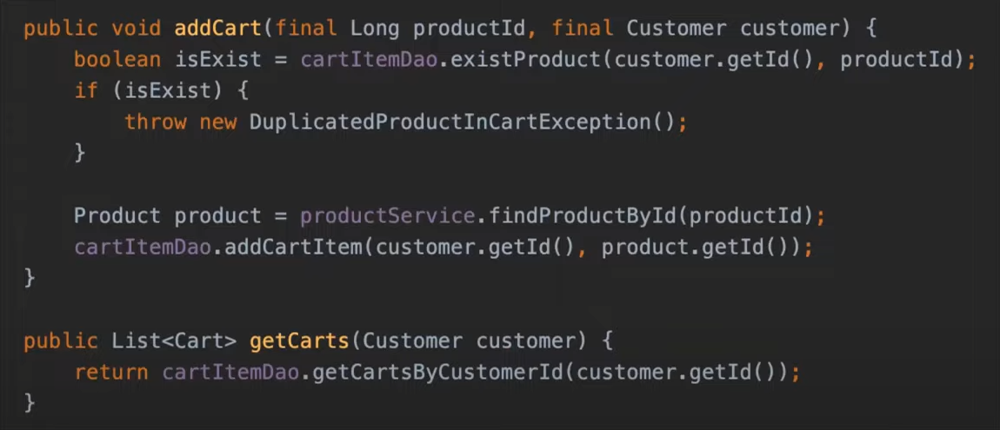 public void addCart(final Long productId, final Customer customer) {
    boolean isExist = cartItemDao.existProduct(customer.getId(), productId);
    if (isExist) {
        throw new DuplicatedProductInCartException();
    }

    Product product = productService.findProductById(productId);
    cartItemDao.addCartItem(customer.getId(), product.getId());
}

public List<Cart> getCarts(Customer customer) {
    return cartItemDao.getCartsByCustomerId(customer.getId());
}